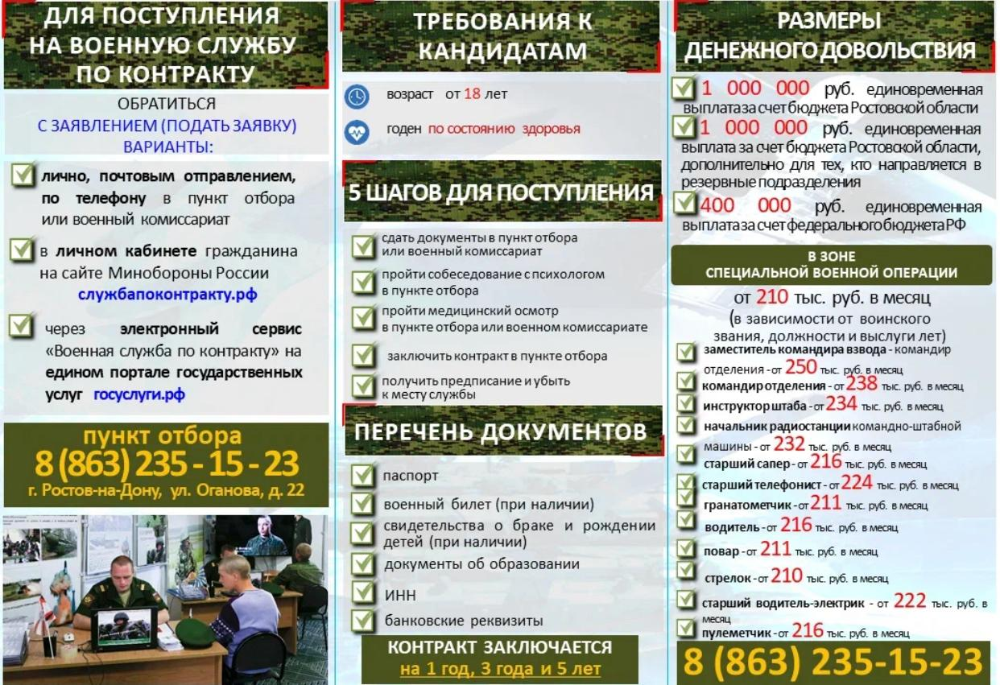 ДЛЯ ПОСТУПЛЕНИЯ
НА ВОЕННУЮ СЛУЖБУ
ПО КОНТРАКТУ
ОБРАТИТЬСЯ
С ЗАЯВЛЕНИЕМ (ПОДАТЬ ЗАЯВКУ)
ВАРИАНТЫ:
лично, почтовым отправлением,
по телефону в пункт отбора
или военный комиссариат
в личном кабинете гражданина
на сайте Минобороны России
службапоконтракту.рф
через электронный сервис
«Военная служба по контракту» на
едином портале государственных
услуг госуслуги.рф
пункт отбора
8 (863) 235 - 15 - 23
г. Ростов-на-Дону, ул. Оганова, д. 22
ТРЕБОВАНИЯ К
КАНДИДАТАМ
возраст от 18 лет
годен по состоянию здоровья
5 ШАГОВ ДЛЯ ПОСТУПЛЕНИЯ
сдать документы в пункт отбора
или военный комиссариат
пройти собеседование с психологом
в пункте отбора
пройти медицинский осмотр
в пункте отбора или военном комиссариате
заключить контракт в пункте отбора
получить предписание и убыть
к месту службы
ПЕРЕЧЕНЬ ДОКУМЕНТОВ
паспорт
военный билет (при наличии)
свидетельства о браке и рождении
детей (при наличии)
документы об образовании
ИНН
банковские реквизиты
КОНТРАКТ ЗАКЛЮЧАЕТСЯ
на 1 год, 3 года и 5 лет
РАЗМЕРЫ
ДЕНЕЖНОГО ДОВОЛЬСТВИЯ
1 000 000 руб. единовременная
выплата за счет бюджета Ростовской области
1 000 000 руб. единовременная
выплата за счет бюджета Ростовской области,
дополнительно для тех, кто направляется в
резервные подразделения
400 000 руб. единовременная
выплата за счет федерального бюджета РФ
В ЗОНЕ
СПЕЦИАЛЬНОЙ ВОЕННОЙ ОПЕРАЦИИ
от 210 тыс. руб. в месяц
(в зависимости от воинского
звания, должности и выслуги лет)
заместитель командира взвода - командир
отделения - от 250 тыс. руб. в месяц
командир отделения - от 238 тыс. руб. в месяц
инструктор штаба - от 234 тыс. руб. в месяц
начальник радиостанции командно-штабной
машины - от 232 тыс. руб. в месяц
старший сапер - от 216 тыс. руб. в месяц
старший телефонист - от 224 тыс. руб. в месяц
гранатометчик - от 211 тыс. руб. в месяц
водитель - от 216 тыс. руб. в месяц
повар - от 211 тыс. руб. в месяц
стрелок - от 210 тыс. руб. в месяц
старший водитель-электрик - от 222 тыс. руб. в
месяц
пулеметчик - от 216 тыс. руб. в месяц
8 (863) 235-15-23